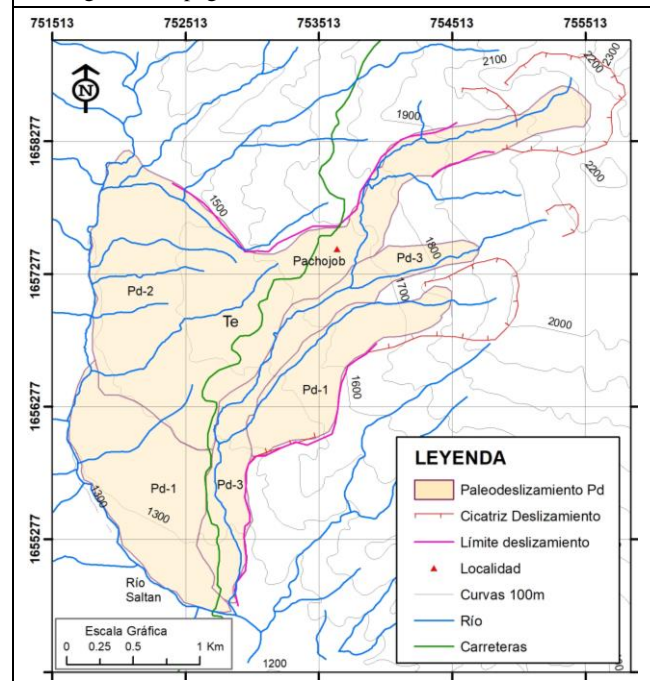 751513 752513 753513 754513 755513
2100
2200
2300
N
1900
1658277
1658277
2200
1500
Pachojob
1800
Pd-3
1657277
1657277
Pd-2
1700
Te
2000
Pd-1
1600
1656277
1656277
LEYENDA
Paleodeslizamiento Pd
Cicatriz Deslizamiento
Límite deslizamiento
Localidad
Curvas 100m
Río
Carreteras
Pd-1
Pd-3
1300
1300
1655277
Río
Saltan
Escala Gráfica
0 0.25 0.5 1 Km
1200